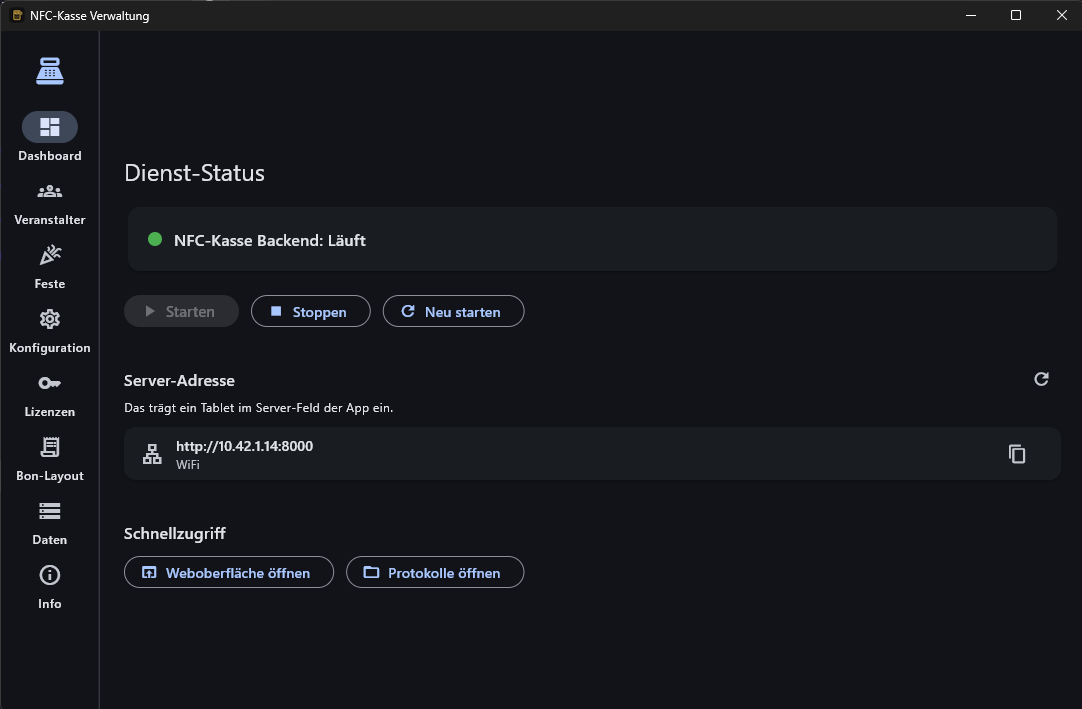 NFC-Kasse Verwaltung
Dashboard
Veranstalter
Feste
Konfiguration
Lizenzen
Bon-Layout
Daten
Info
Dienst-Status
NFC-Kasse Backend: Läuft
Starten
Stoppen
Neu starten
Server-Adresse
Das trägt ein Tablet im Server-Feld der App ein.
http://10.42.1.14:8000
WiFi
Schnellzugriff
Weboberfläche öffnen
Protokolle öffnen